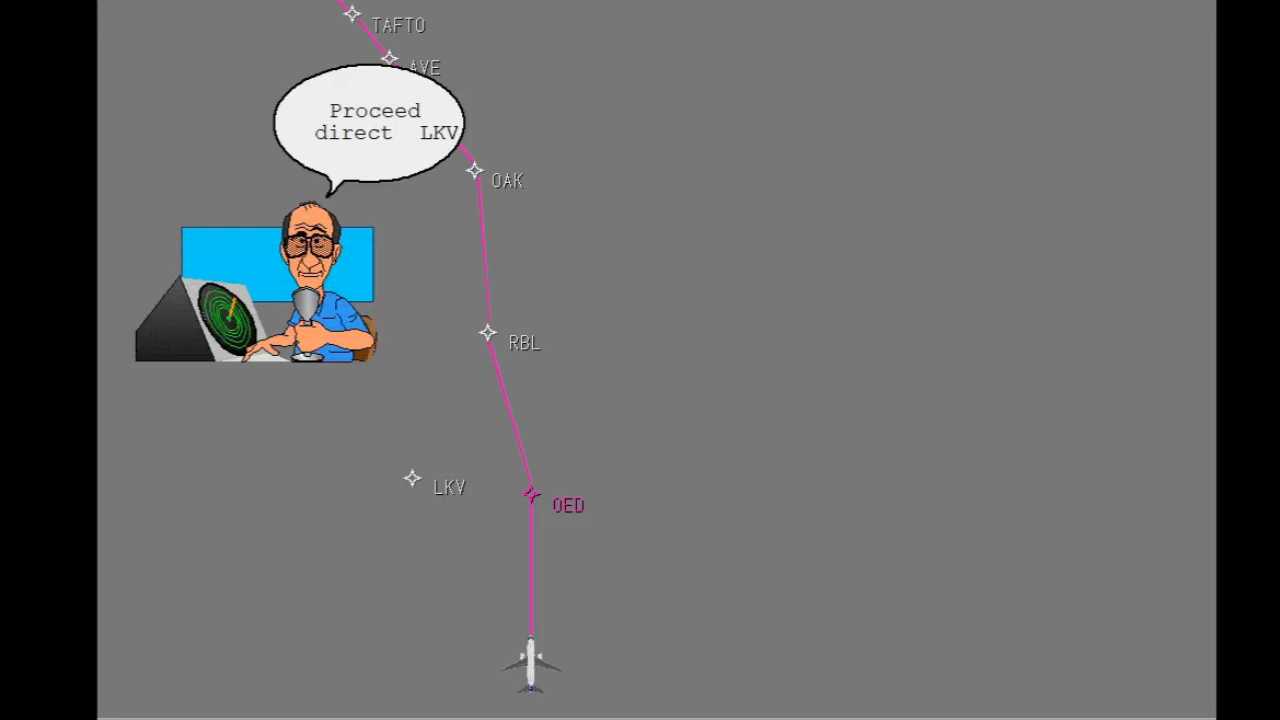 TAFTO
AVE
Proceed
direct LKV
OAK
RBL
LKV
OED